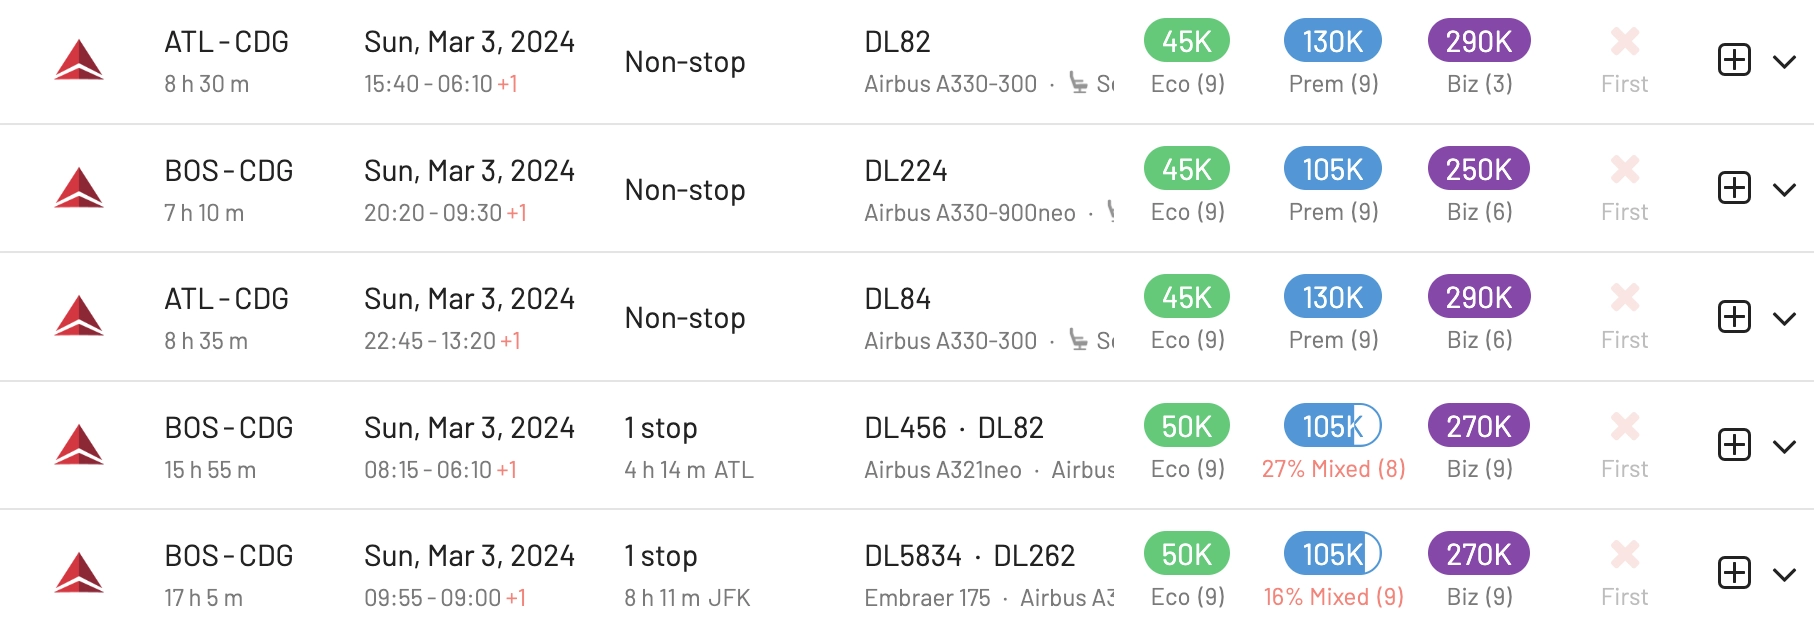 ATL - CDG Sun, Mar 3, 2024 Non-stop DL82 45K 130K 290K
8 h 30 m 15:40 - 06:10 +1 Airbus A330-300 · Eco (9) Prem (9) Biz (3) First
BOS - CDG Sun, Mar 3, 2024 Non-stop DL224 45K 105K 250K
7 h 10 m 20:20 - 09:30 +1 Airbus A330-900neo · Eco (9) Prem (9) Biz (6) First
ATL - CDG Sun, Mar 3, 2024 Non-stop DL84 45K 130K 290K
8 h 35 m 22:45 - 13:20 +1 Airbus A330-300 · Eco (9) Prem (9) Biz (6) First
BOS - CDG Sun, Mar 3, 2024 1 stop DL456 · DL82 50K 105K 270K
15 h 55 m 08:15 - 06:10 +1 4 h 14 m ATL Airbus A321neo · Airbus Eco (9) 27% Mixed (8) Biz (9) First
BOS - CDG Sun, Mar 3, 2024 1 stop DL5834 · DL262 50K 105K 270K
17 h 5 m 09:55 - 09:00 +1 8 h 11 m JFK Embraer 175 · Airbus Eco (9) 16% Mixed (9) Biz (9) First